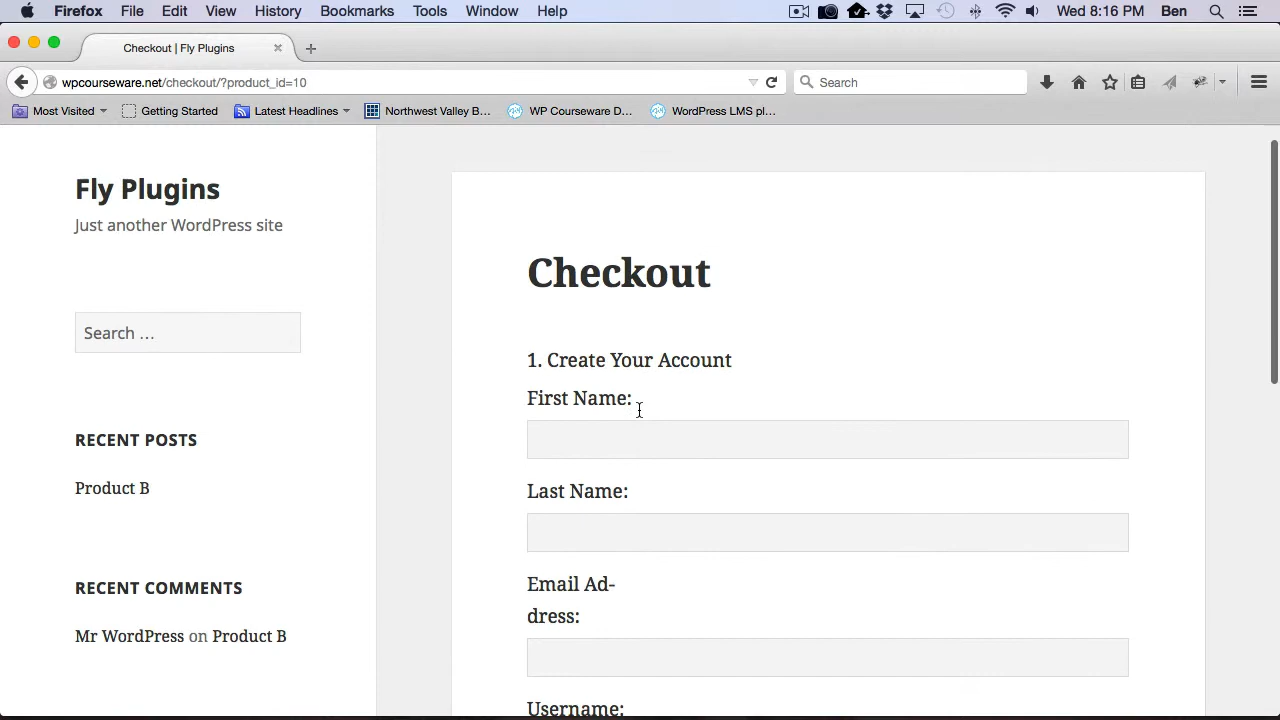 Firefox File Edit View History Bookmarks Tools Window Help Wed 8:16 PM Ben
Checkout | Fly Plugins
wpcourseware.net/checkout/?product_id=10 Search
Most Visited Getting Started Latest Headlines Northwest Valley B... WP Courseware D... WordPress LMS pl...
Fly Plugins
Just another WordPress site
Search ...
RECENT POSTS
Product B
RECENT COMMENTS
Mr WordPress on Product B
Checkout
1. Create Your Account
First Name:
Last Name:
Email Ad-
dress:
Username: